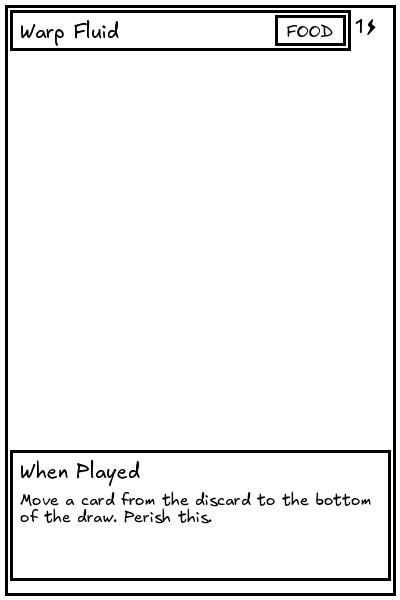 Warp Fluid
FOOD
1
When Played
Move a card from the discard to the bottom
of the draw. Perish this.